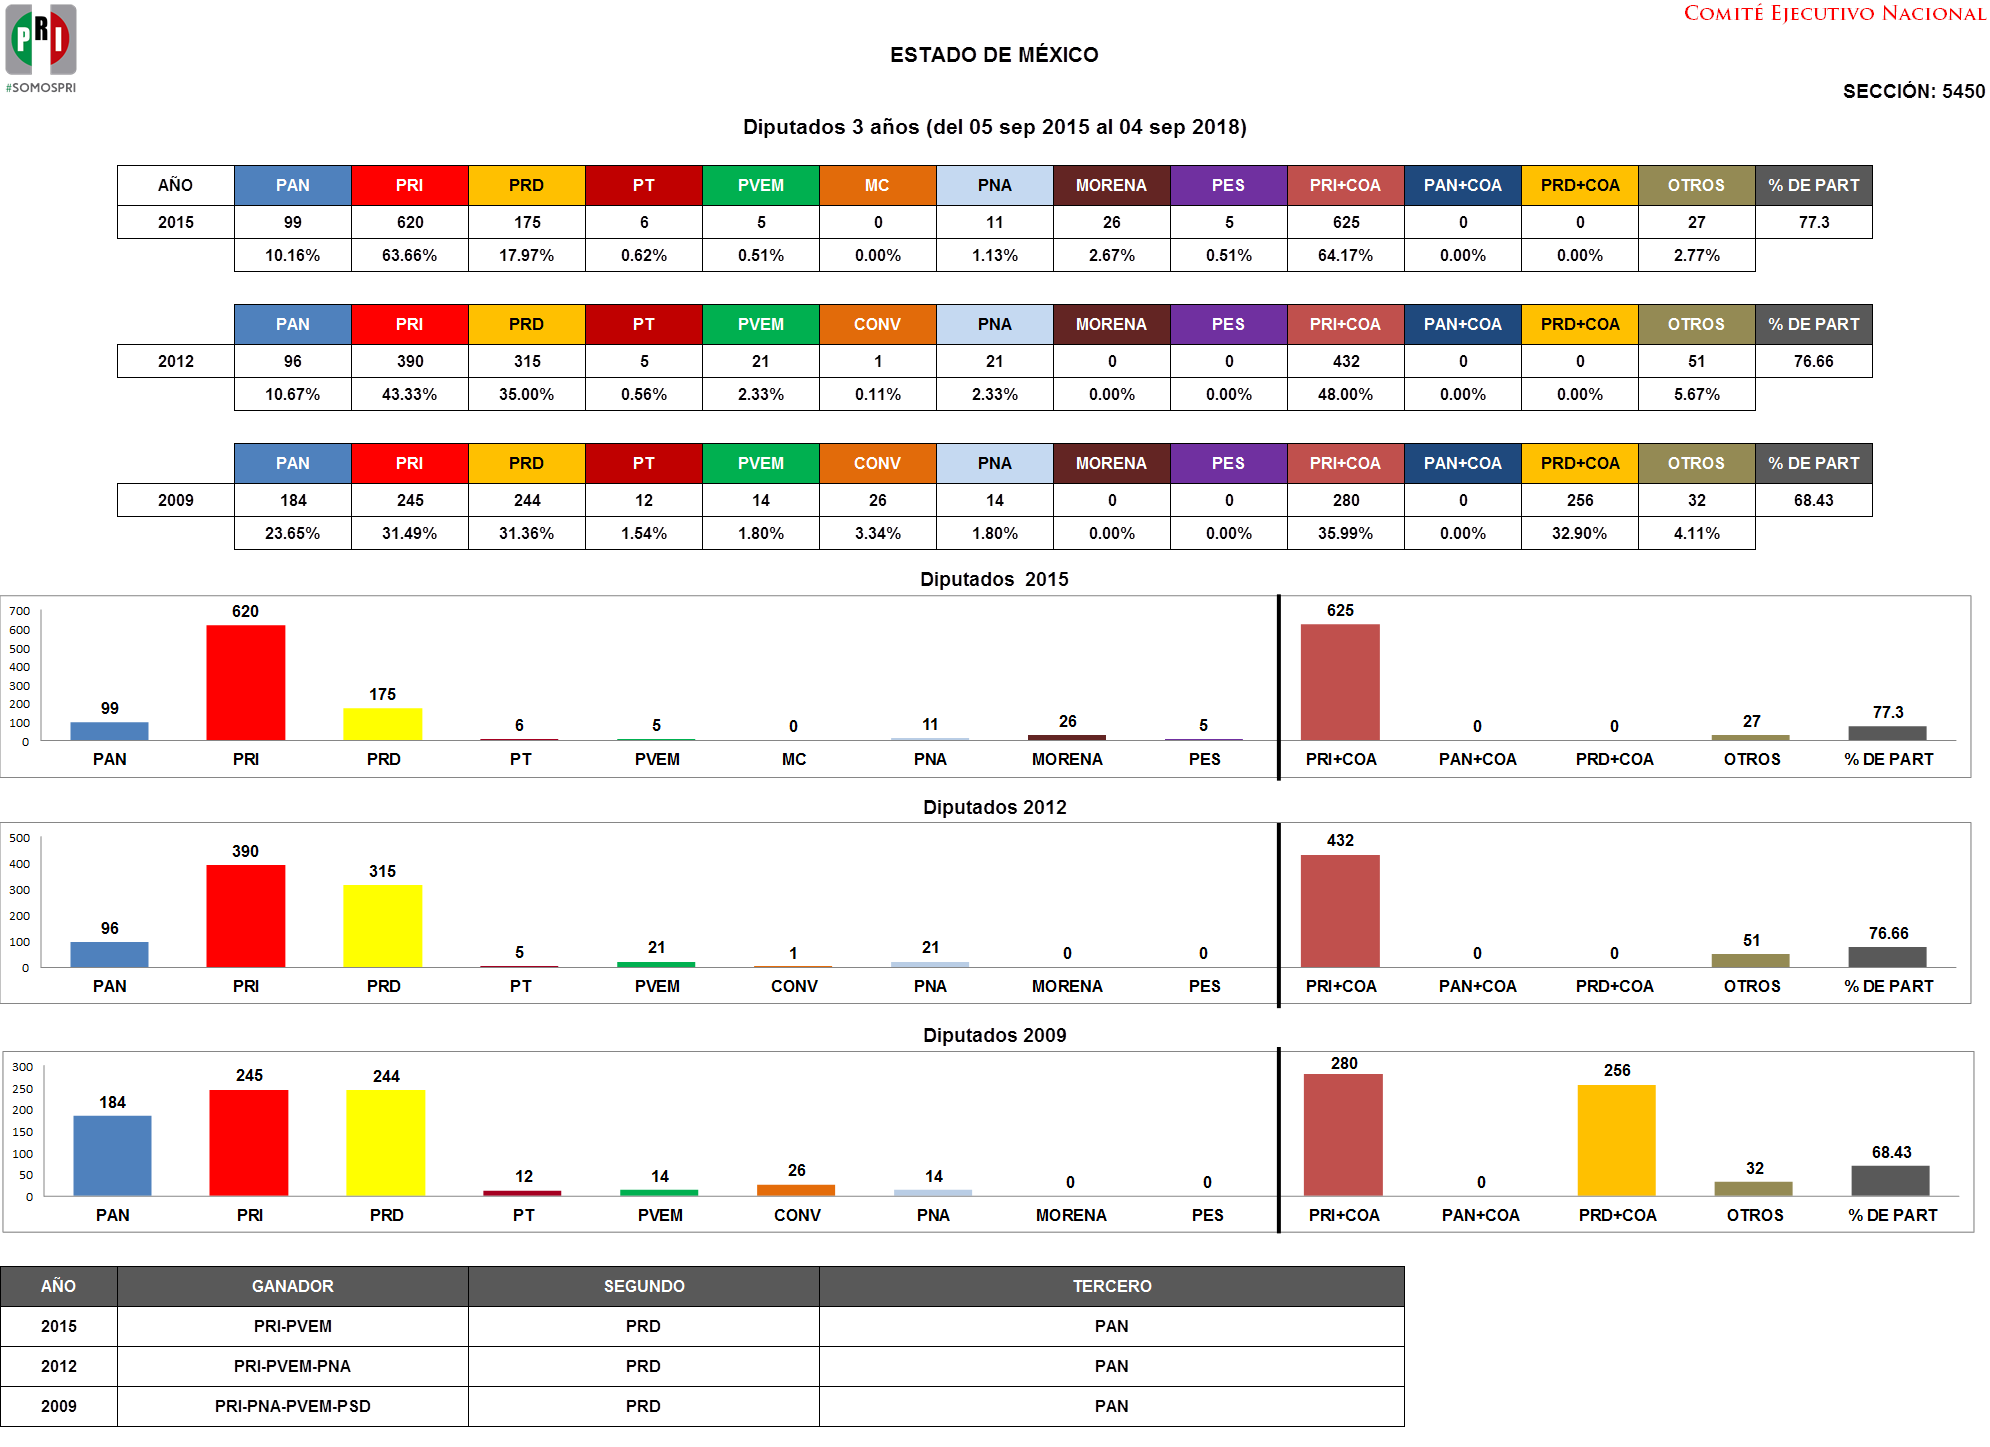 PRI
#SOMOSPRI
COMITÉ EJECUTIVO NACIONAL
ESTADO DE MÉXICO
SECCIÓN: 5450
Diputados 3 años (del 05 sep 2015 al 04 sep 2018)
AÑO PAN PRI PRD PT PVEM MC PNA MORENA PES PRI+COA PAN+COA PRD+COA OTROS % DE PART
2015 99 620 175 6 5 0 11 26 5 625 0 0 27 77.3
10.16% 63.66% 17.97% 0.62% 0.51% 0.00% 1.13% 2.67% 0.51% 64.17% 0.00% 0.00% 2.77%
PAN PRI PRD PT PVEM CONV PNA MORENA PES PRI+COA PAN+COA PRD+COA OTROS % DE PART
2012 96 390 315 5 21 1 21 0 0 432 0 0 51 76.66
10.67% 43.33% 35.00% 0.56% 2.33% 0.11% 2.33% 0.00% 0.00% 48.00% 0.00% 0.00% 5.67%
PAN PRI PRD PT PVEM CONV PNA MORENA PES PRI+COA PAN+COA PRD+COA OTROS % DE PART
2009 184 245 244 12 14 26 14 0 0 280 0 256 32 68.43
23.65% 31.49% 31.36% 1.54% 1.80% 3.34% 1.80% 0.00% 0.00% 35.99% 0.00% 32.90% 4.11%
Diputados 2015
700
600
500
400
300
200
100
0
99 620 175 6 5 0 11 26 5 625 0 0 27 77.3
PAN PRI PRD PT PVEM MC PNA MORENA PES PRI+COA PAN+COA PRD+COA OTROS % DE PART
Diputados 2012
500
400
300
200
100
0
96 390 315 5 21 1 21 0 0 432 0 0 51 76.66
PAN PRI PRD PT PVEM CONV PNA MORENA PES PRI+COA PAN+COA PRD+COA OTROS % DE PART
Diputados 2009
300
250
200
150
100
50
0
184 245 244 12 14 26 14 0 0 280 0 256 32 68.43
PAN PRI PRD PT PVEM CONV PNA MORENA PES PRI+COA PAN+COA PRD+COA OTROS % DE PART
AÑO GANADOR SEGUNDO TERCERO
2015 PRI-PVEM PRD PAN
2012 PRI-PVEM-PNA PRD PAN
2009 PRI-PNA-PVEM-PSD PRD PAN